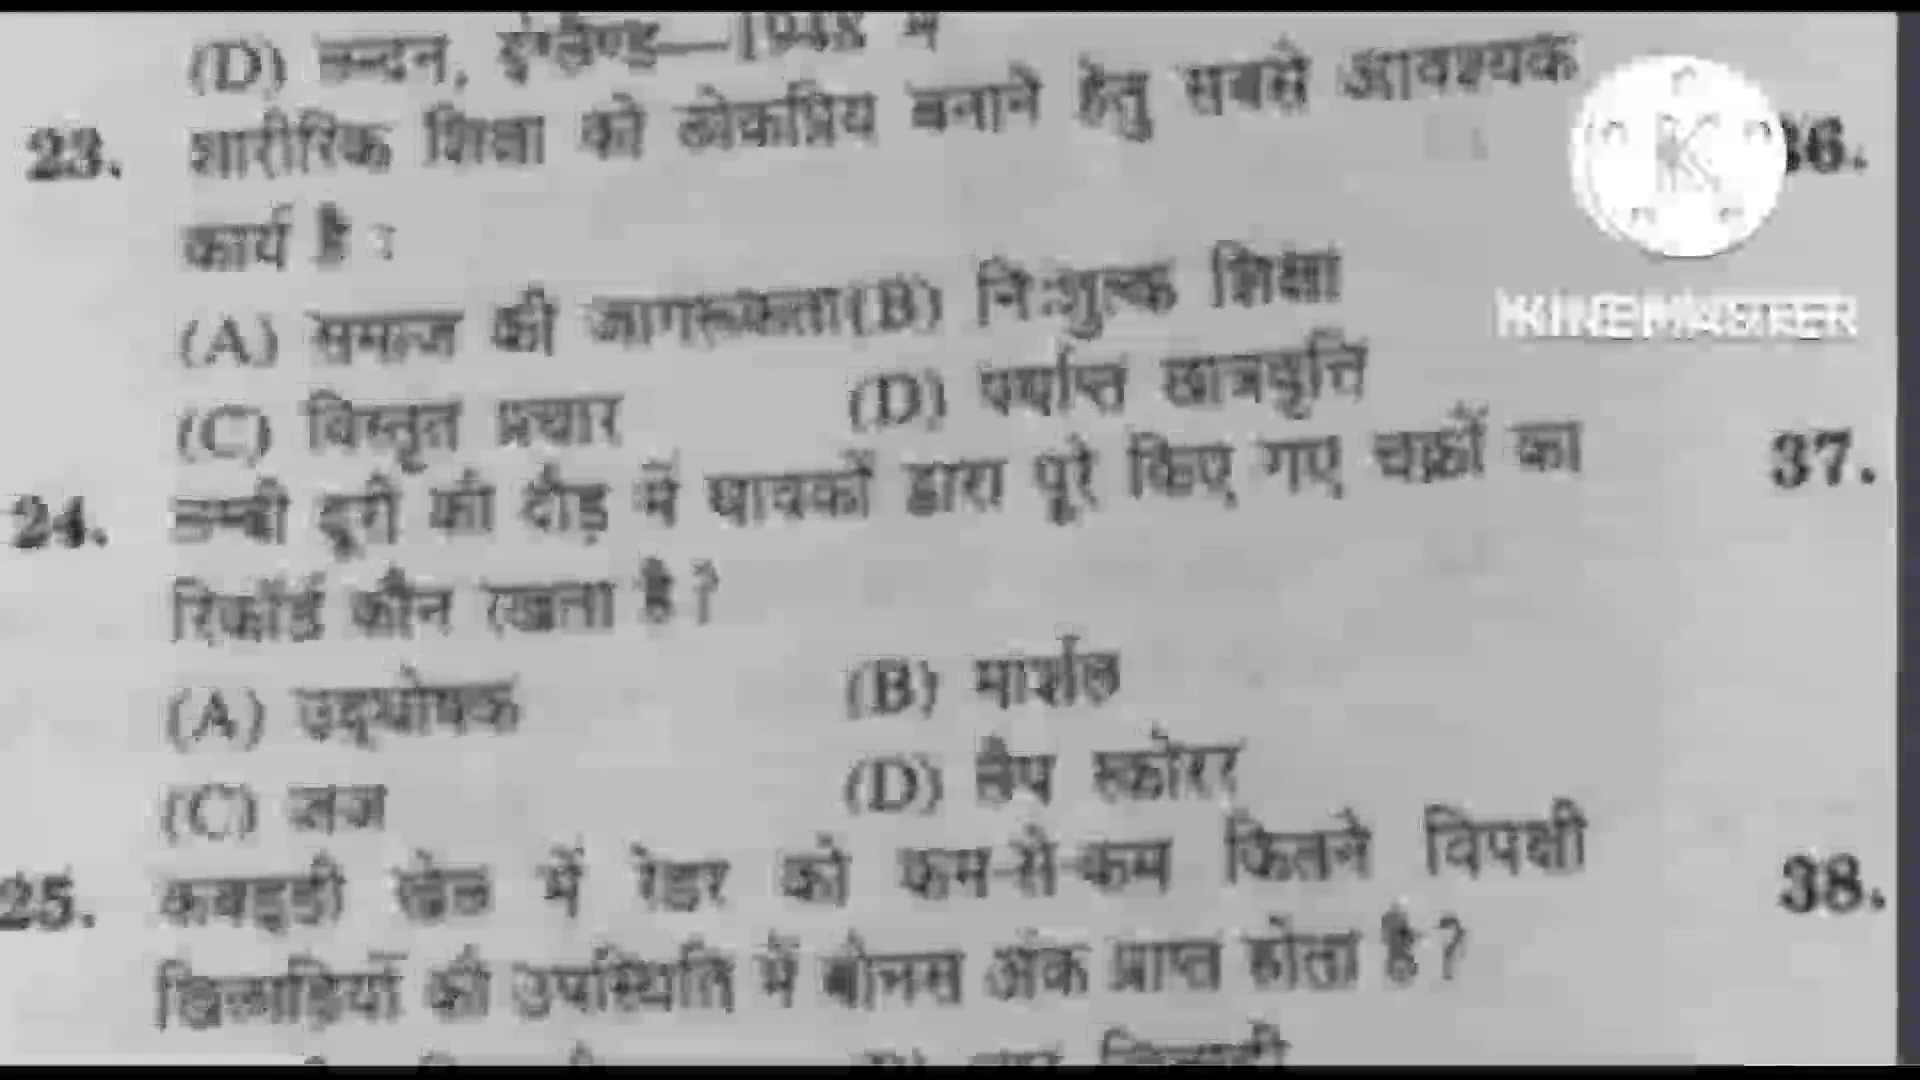 (D) लन्दन, इंग्लैण्ड—1948 में
23. शारीरिक शिक्षा को लोकप्रिय बनाने हेतु सबसे आवश्यक
कार्य है :
(A) समाज की जागरूकता (B) निःशुल्क शिक्षा
(C) विस्तृत प्रचार (D) पर्याप्त छात्रवृत्ति
24. लम्बी दूरी की दौड़ में धावकों द्वारा पूरे किए गए चक्रों का
रिकॉर्ड कौन रखता है ?
(A) उद्घोषक (B) मार्शल
(C) जज (D) लैप स्कोरर
25. कबड्डी खेल में रेडर को कम-से-कम कितने विपक्षी
खिलाड़ियों की उपस्थिति में बोनस अंक प्राप्त होता है ?
36.
37.
38.
K
KINEMASTER